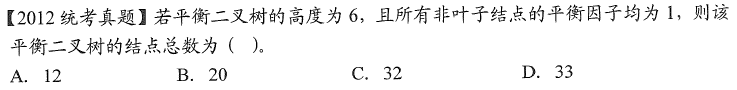 【2012 统考真题】若平衡二叉树的高度为 6，且所有非叶子结点的平衡因子均为 1，则该
平衡二叉树的结点总数为（ ）。
A. 12 B. 20 C. 32 D. 33